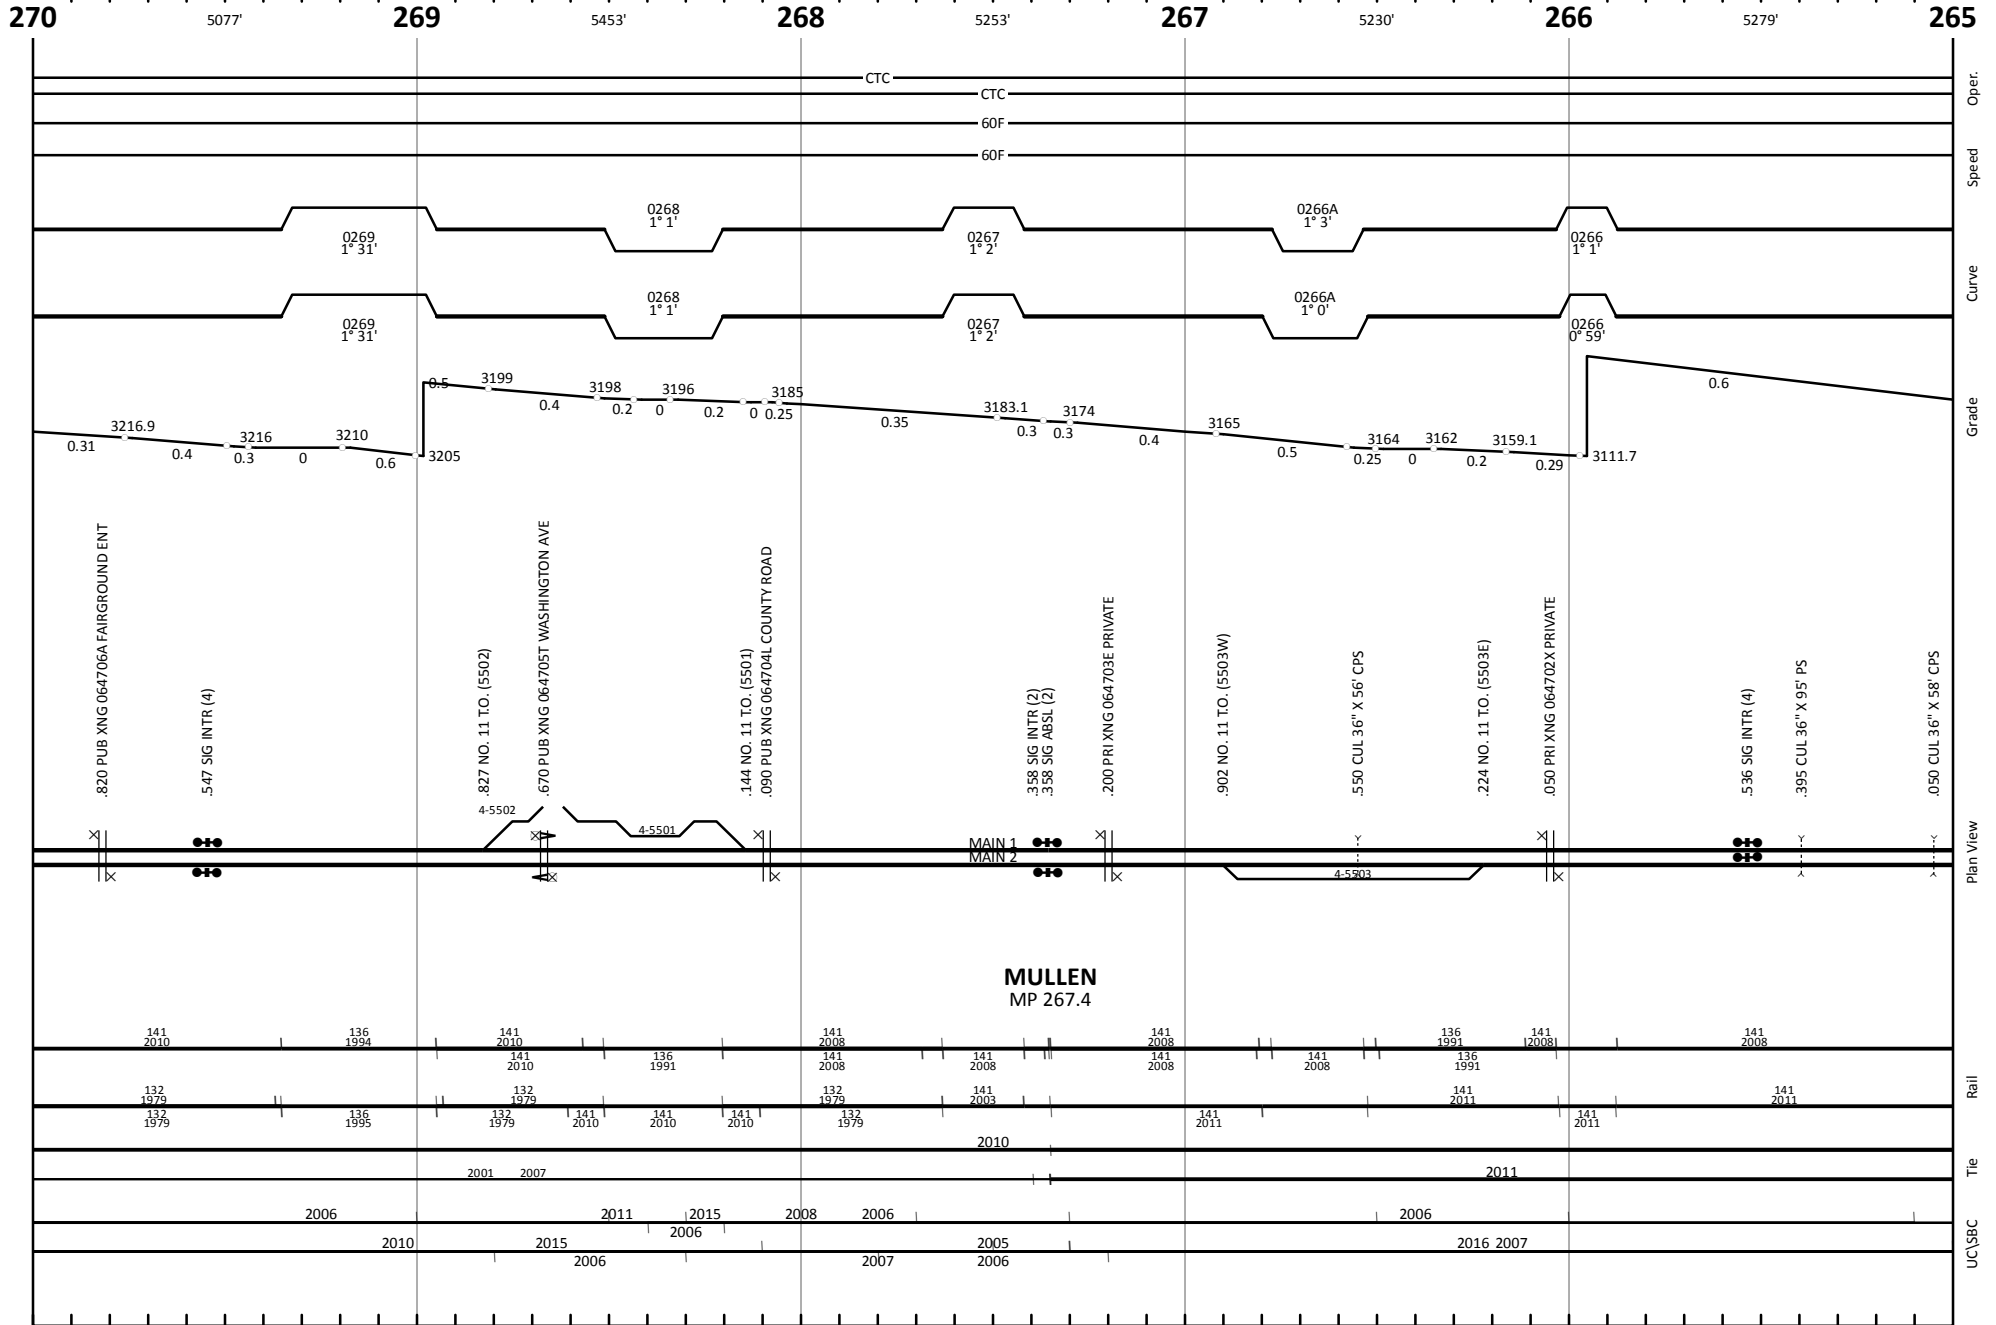 270 5077' 269 5453' 268 5253' 267 5230' 266 5279' 265
CTC
CTC
Oper.
60F
60F
Speed
0269
1° 31'
0268
1° 1'
0267
1° 2'
0266A
1° 3'
0266
1° 1'
Curve
0269
1° 31'
0268
1° 1'
0267
1° 2'
0266A
1° 0'
0266
0° 59'
0.31 3216.9 0.4 0.3 3216 0 3210 0.6 3205
0.5 3199 0.4 3198 0.2 0 3196 0.2 0 0.25 3185 0.35 3183.1 0.3 0.3 3174 0.4 3165 0.5 0.25 3164 0 3162 0.2 3159.1 0.29 3111.7
0.6
Grade
.820 PUB XNG 064706A FAIRGROUND ENT
.547 SIG INTR (4)
.827 NO. 11 T.O. (5502)
.670 PUB XNG 064705T WASHINGTON AVE
.144 NO. 11 T.O. (5501)
.090 PUB XNG 064704L COUNTY ROAD
.358 SIG INTR (2)
.358 SIG ABSL (2)
.200 PRI XNG 064703E PRIVATE
.902 NO. 11 T.O. (5503W)
.550 CUL 36" X 56' CPS
.224 NO. 11 T.O. (5503E)
.050 PRI XNG 064702X PRIVATE
.536 SIG INTR (4)
.395 CUL 36" X 95' PS
.050 CUL 36" X 58' CPS
4-5502
4-5501
MAIN 1
MAIN 2
4-5503
Plan View
MULLEN
MP 267.4
141 136 141 141 141 136 141 141
2010 1994 2010 2008 2008 1991 2008 2008
141 136 141 141 141 141 136
2010 1991 2008 2008 2008 2008 1991
Rail
132 132 132 141 141 141
1979 1979 1979 2003 2011 2011
132 136 132 141 141 141 132 141 141
1979 1995 1979 2010 2010 2010 1979 2011 2011
2010
2001 2007 2011
Tie
2006 2011 2015 2008 2006 2006
2006
2010 2015 2005 2016 2007
2006 2007 2006
UC\SBC